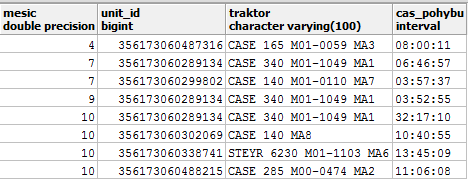 mesic unit_id traktor cas_pohybu
double precision bigint character varying(100) interval
4 356173060487316 CASE 165 M01-0059 MA3 08:00:11
7 356173060289134 CASE 340 M01-1049 MA1 06:46:57
7 356173060299802 CASE 140 M01-0110 MA7 03:57:37
9 356173060289134 CASE 340 M01-1049 MA1 03:52:55
10 356173060289134 CASE 340 M01-1049 MA1 32:17:10
10 356173060302069 CASE 140 MA8 10:40:55
10 356173060338741 STEYR 6230 M01-1103 MA6 13:45:09
10 356173060488215 CASE 285 M00-0474 MA2 11:06:08